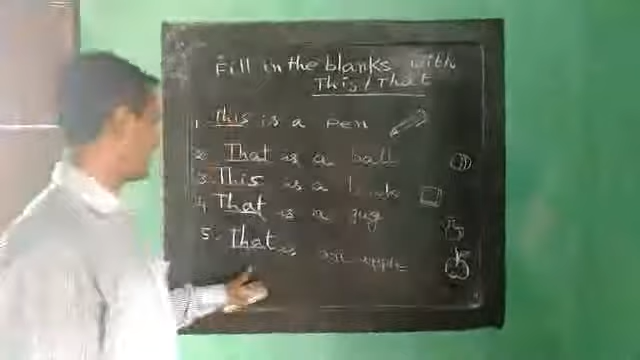 Fill in the blanks with
This / That
1. This is a pen
2. That is a ball
3. This is a
4. That is a jug
5. That is an apple